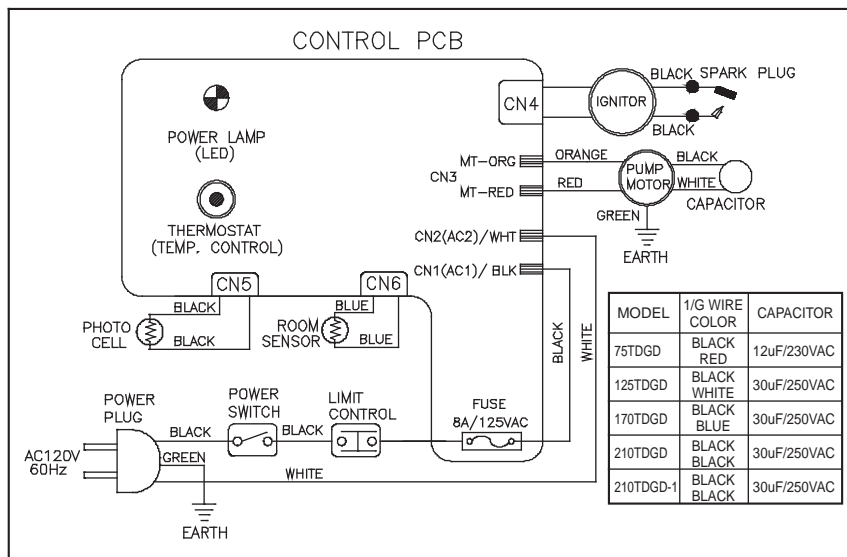 CONTROL PCB
POWER LAMP
(LED)
THERMOSTAT
(TEMP. CONTROL)
CN4
IGNITOR
BLACK
SPARK PLUG
BLACK
MT-ORG
CN3
MT-RED
ORANGE
RED
PUMP
MOTOR
BLACK
WHITE
CAPACITOR
GREEN
EARTH
CN2(AC2)/WHT
CN1(AC1)/ BLK
BLACK
WHITE
CN5
BLACK
BLACK
PHOTO
CELL
CN6
BLUE
BLUE
ROOM
SENSOR
POWER
PLUG
AC120V
60Hz
BLACK
GREEN
WHITE
EARTH
POWER
SWITCH
BLACK
LIMIT
CONTROL
FUSE
8A/125VAC
MODEL 1/G WIRE COLOR CAPACITOR
75TDGD BLACK RED 12uF/230VAC
125TDGD BLACK WHITE 30uF/250VAC
170TDGD BLACK BLUE 30uF/250VAC
210TDGD BLACK BLACK 30uF/250VAC
210TDGD-1 BLACK BLACK 30uF/250VAC